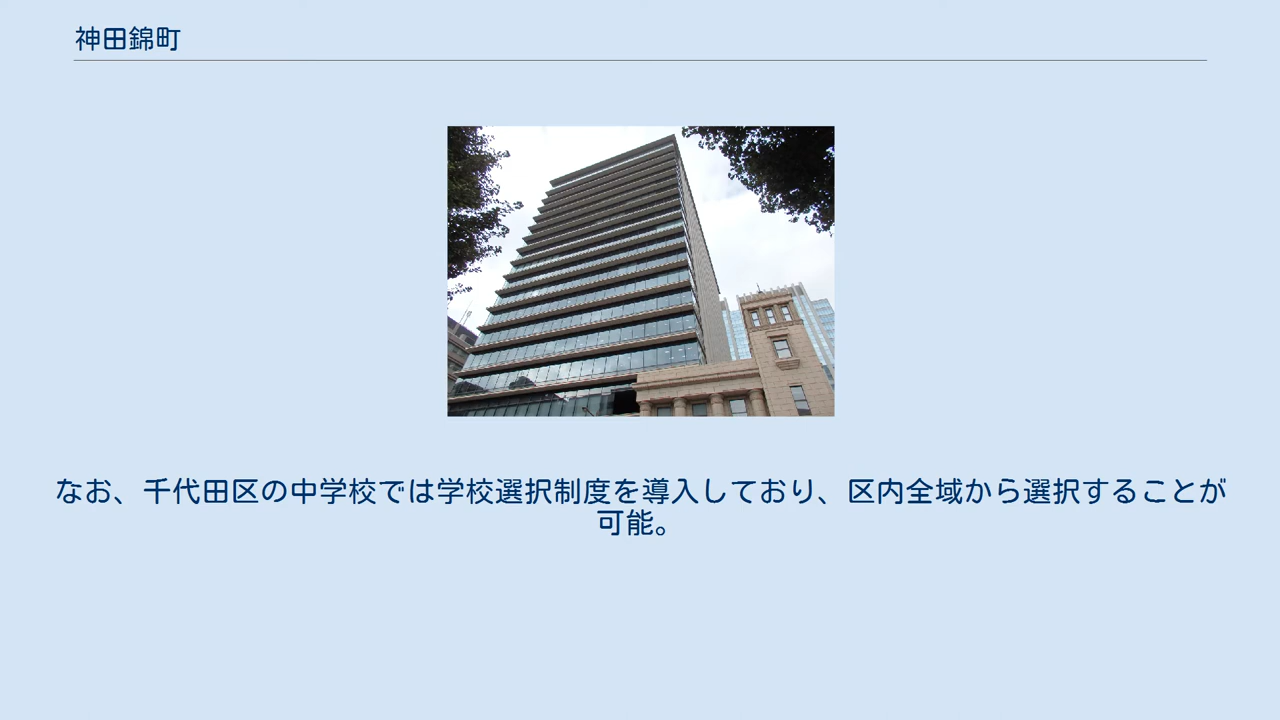 神田錦町
なお、千代田区の中学校では学校選択制度を導入しており、区内全域から選択することが
可能。